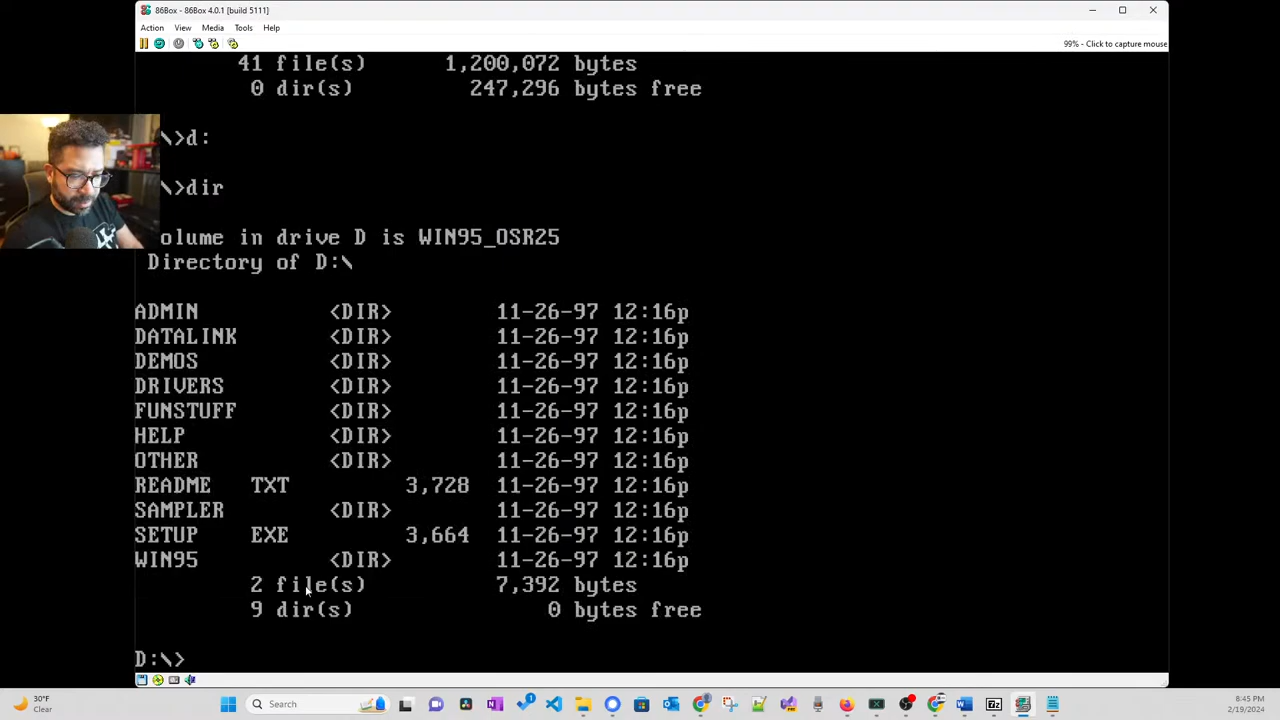 86Box - 86Box 4.0.1 [build 5111]
Action View Media Tools Help
99% - Click to capture mouse
41 file(s) 1,200,072 bytes
0 dir(s) 247,296 bytes free
\>d:
\>dir
olume in drive D is WIN95_OSR25
Directory of D:\
ADMIN <DIR> 11-26-97 12:16p
DATALINK <DIR> 11-26-97 12:16p
DEMOS <DIR> 11-26-97 12:16p
DRIVERS <DIR> 11-26-97 12:16p
FUNSTUFF <DIR> 11-26-97 12:16p
HELP <DIR> 11-26-97 12:16p
OTHER <DIR> 11-26-97 12:16p
README TXT 3,728 11-26-97 12:16p
SAMPLER <DIR> 11-26-97 12:16p
SETUP EXE 3,664 11-26-97 12:16p
WIN95 <DIR> 11-26-97 12:16p
2 file(s) 7,392 bytes
9 dir(s) 0 bytes free
D:\>
30°F
Clear
Search
8:45 PM
2/19/2024